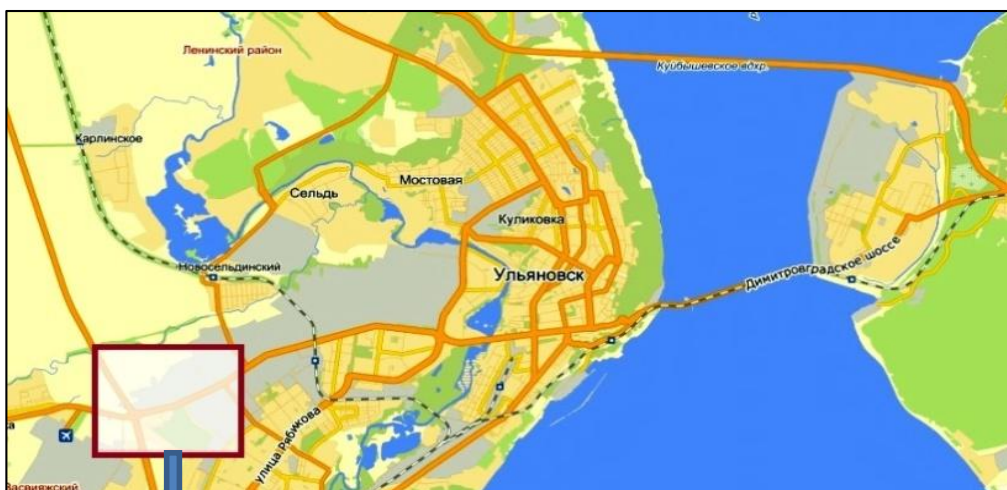 Ленинский район
Куйбышевское вдхр.
Карлинское
Сельдь
Мостовая
Куликовка
Новосельдинский
Ульяновск
Димитровградское шоссе
улица Рябикова
Засвияжский